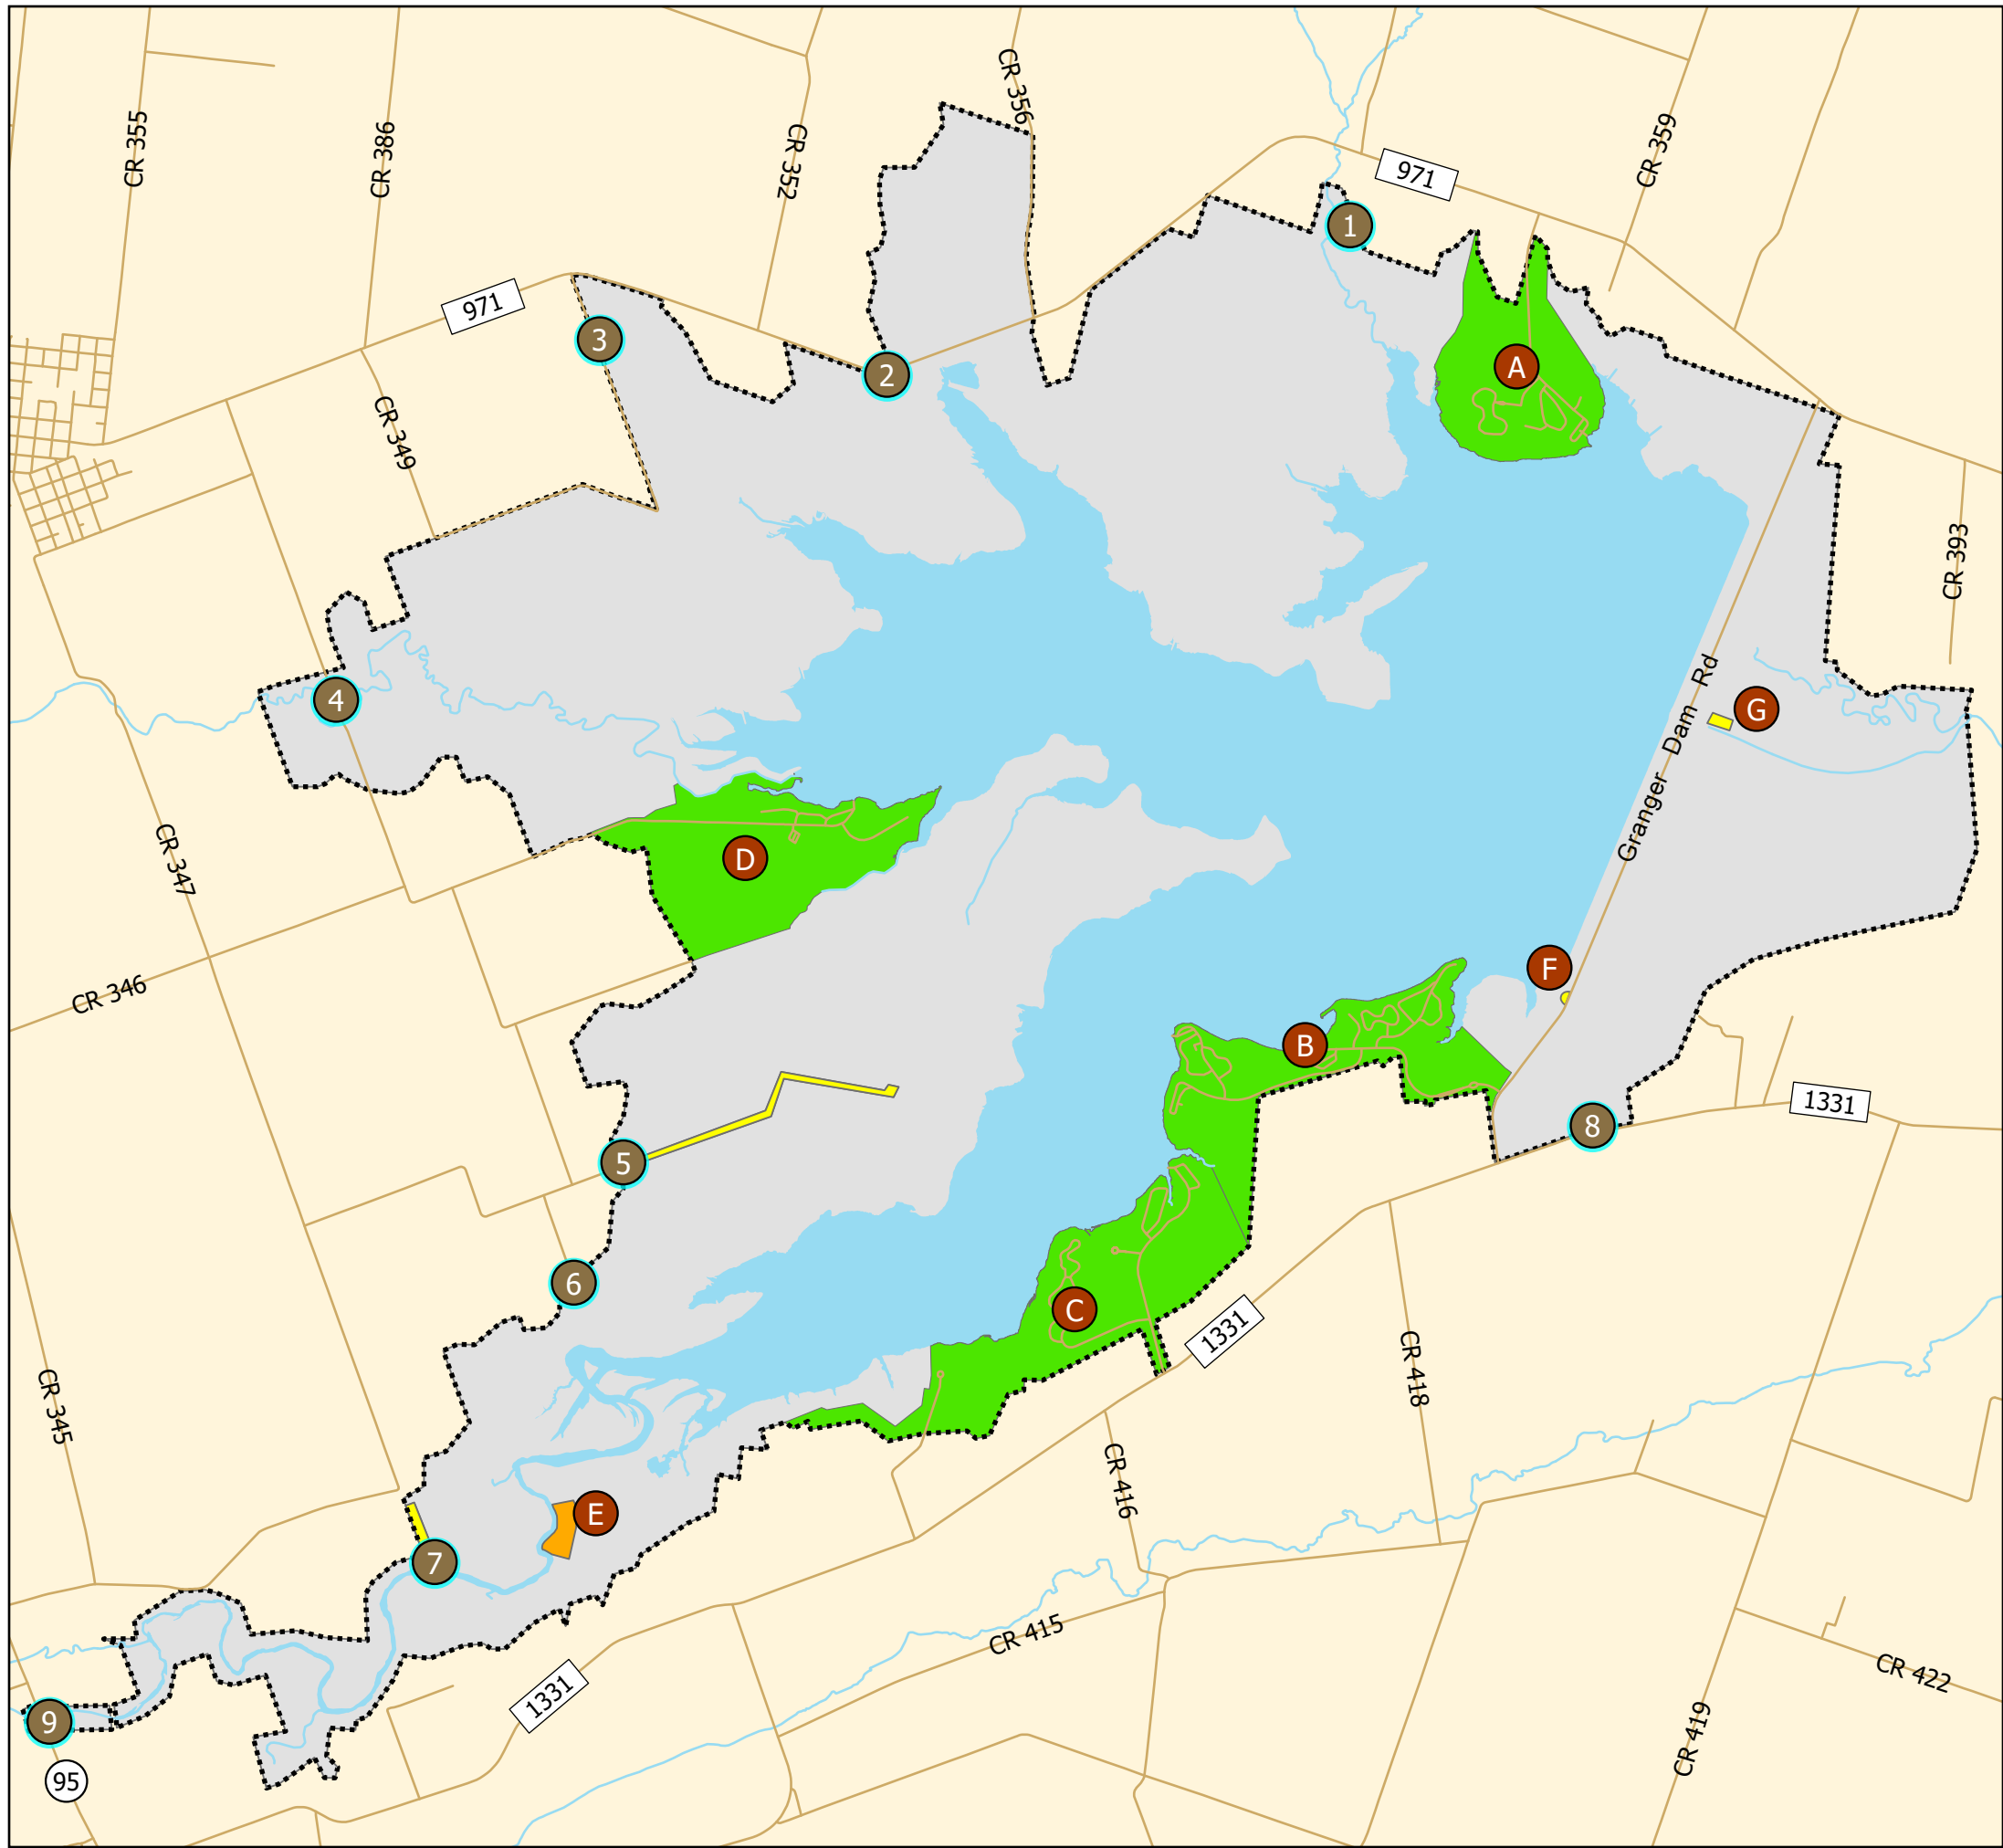 CR 356
CR 355
CR 386
CR 352
CR 359
971
1
971
3
A
2
CR 349
CR 393
4
G
Granger Dam Rd
CR 347
D
F
CR 346
B
1331
8
5
6
C
1331
CR 418
CR 345
CR 416
E
7
CR 415
CR 422
1331
9
CR 419
95